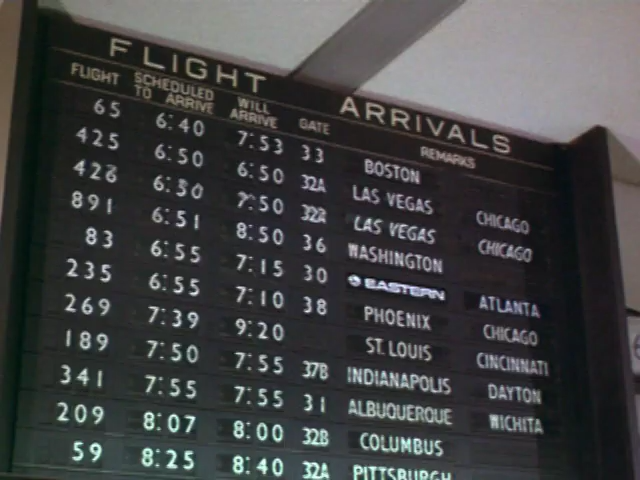 FLIGHT ARRIVALS
FLIGHT SCHEDULED TO ARRIVE WILL ARRIVE GATE REMARKS
65 6:40 7:53 33 BOSTON
425 6:50 6:50 32A LAS VEGAS CHICAGO
426 6:50 7:50 LAS VEGAS CHICAGO
891 6:51 8:50 36 WASHINGTON
83 6:55 7:15 30 EASTERN ATLANTA
235 6:55 7:10 38 PHOENIX CHICAGO
269 7:39 9:20 ST. LOUIS CINCINNATI
189 7:50 7:55 37B INDIANAPOLIS DAYTON
341 7:55 7:55 31 ALBUQUERQUE WICHITA
209 8:07 8:00 32B COLUMBUS
59 8:25 8:40 32A PITTSBURGH